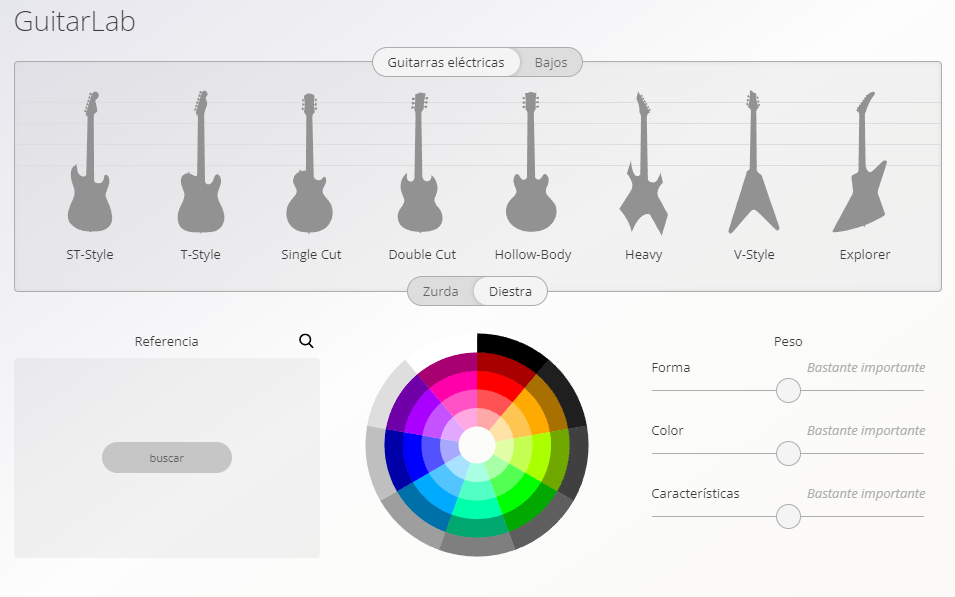 GuitarLab
Guitarras eléctricas Bajos
ST-Style T-Style Single Cut Double Cut Hollow-Body Heavy V-Style Explorer
Zurda Diestra
Referencia
buscar
Peso
Forma Bastante importante
Color Bastante importante
Características Bastante importante